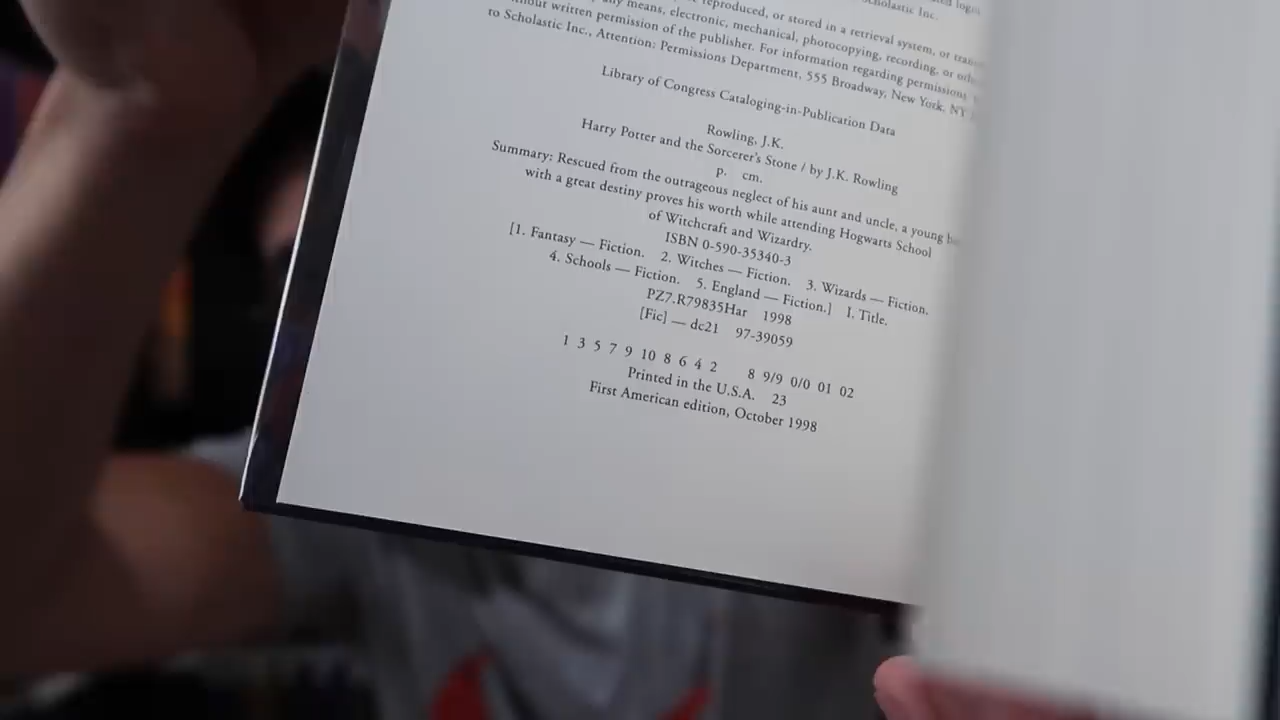 Scholastic Inc.
reproduced, or stored in a retrieval system, or
any means, electronic, mechanical, photocopying, recording, or
written permission of the publisher. For information regarding permissions,
to Scholastic Inc., Attention: Permissions Department, 555 Broadway, New York, NY
Library of Congress Cataloging-in-Publication Data
Rowling, J.K.
Harry Potter and the Sorcerer's Stone / by J.K. Rowling
p. cm.
Summary: Rescued from the outrageous neglect of his aunt and uncle, a young
with a great destiny proves his worth while attending Hogwarts School
of Witchcraft and Wizardry.
ISBN 0-590-35340-3
[1. Fantasy — Fiction. 2. Witches — Fiction. 3. Wizards — Fiction.
4. Schools — Fiction. 5. England — Fiction.] I. Title.
PZ7.R79835Har 1998
[Fic] — dc21 97-39059
1 3 5 7 9 10 8 6 4 2 8 9/9 0/0 01 02
Printed in the U.S.A. 23
First American edition, October 1998